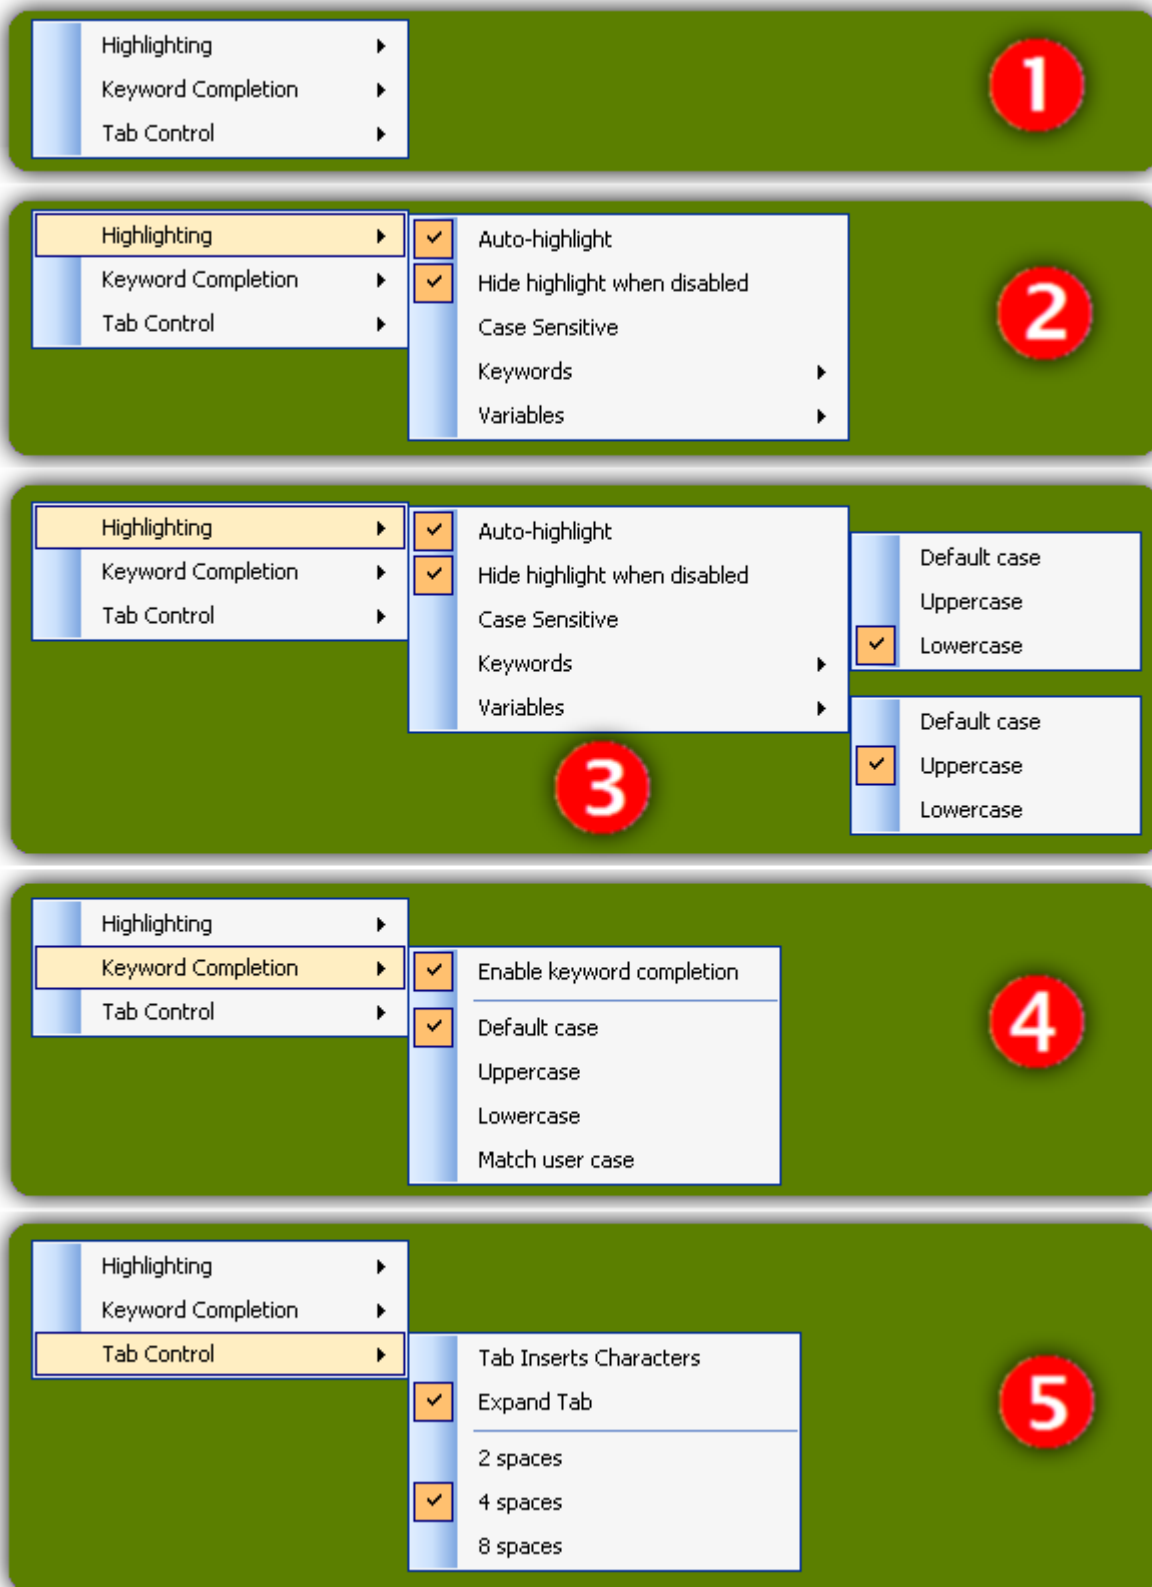 Highlighting
Keyword Completion
Tab Control
1
Highlighting
Keyword Completion
Tab Control
Auto-highlight
Hide highlight when disabled
Case Sensitive
Keywords
Variables
2
Highlighting
Keyword Completion
Tab Control
Auto-highlight
Hide highlight when disabled
Case Sensitive
Keywords
Variables
Default case
Uppercase
Lowercase
Default case
Uppercase
Lowercase
3
Highlighting
Keyword Completion
Tab Control
Enable keyword completion
Default case
Uppercase
Lowercase
Match user case
4
Highlighting
Keyword Completion
Tab Control
Tab Inserts Characters
Expand Tab
2 spaces
4 spaces
8 spaces
5